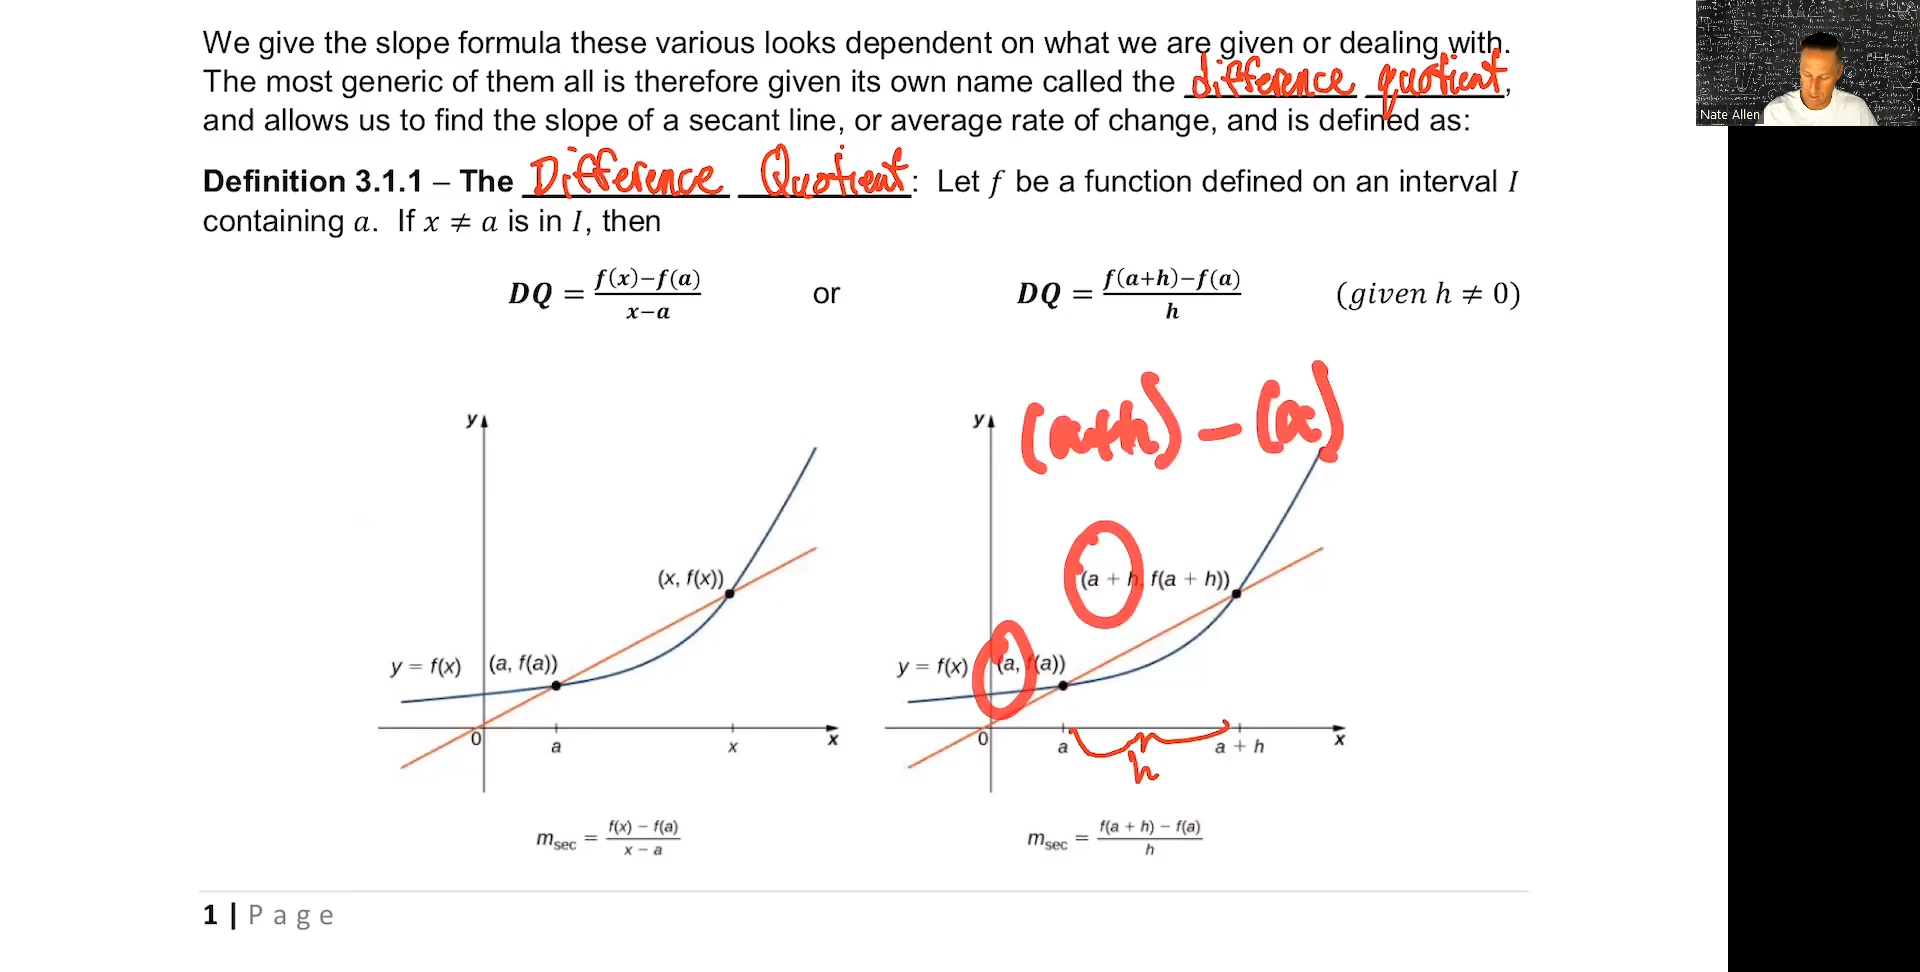 We give the slope formula these various looks dependent on what we are given or dealing with.
The most generic of them all is therefore given its own name called the difference quotient,
and allows us to find the slope of a secant line, or average rate of change, and is defined as:
Definition 3.1.1 – The Difference Quotient: Let f be a function defined on an interval I
containing a. If x ≠ a is in I, then
DQ = f(x)−f(a) / x−a or DQ = f(a+h)−f(a) / h (given h ≠ 0)
y
(x, f(x))
y = f(x) (a, f(a))
0 a x x
m sec = f(x) − f(a) / x − a
y (a+h) − (a)
(a + h, f(a + h))
y = f(x) (a, f(a))
0 a a + h x
h
m sec = f(a + h) − f(a) / h
1 | Page
Nate Allen